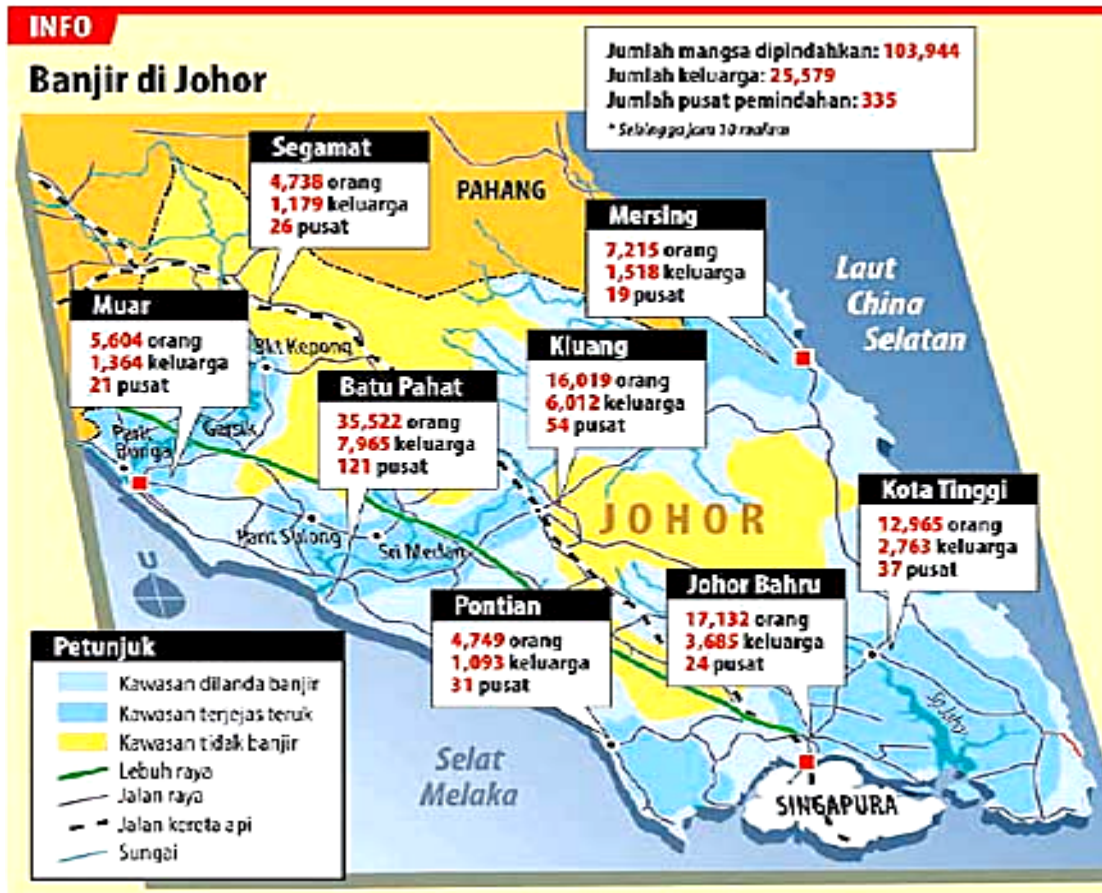 INFO
Banjir di Johor
Jumlah mangsa dipindahkan: 103,944
Jumlah keluarga: 25,579
Jumlah pusat pemindahan: 335
* Sehingga jam 10 malam
Segamat
4,738 orang
1,179 keluarga
26 pusat
PAHANG
Mersing
7,215 orang
1,518 keluarga
19 pusat
Laut
China
Selatan
Muar
5,604 orang
1,364 keluarga
21 pusat
Bkt Kepong
Kluang
16,019 orang
6,012 keluarga
54 pusat
Batu Pahat
35,522 orang
7,965 keluarga
121 pusat
JOHOR
Kota Tinggi
12,965 orang
2,763 keluarga
37 pusat
Parit Sulong
Sri Medan
U
Pontian
4,749 orang
1,093 keluarga
31 pusat
Johor Bahru
17,132 orang
3,685 keluarga
24 pusat
Petunjuk
Kawasan dilanda banjir
Kawasan terjejas teruk
Kawasan tidak banjir
Lebuh raya
Jalan raya
Jalan kereta api
Sungai
Selat
Melaka
SINGAPURA